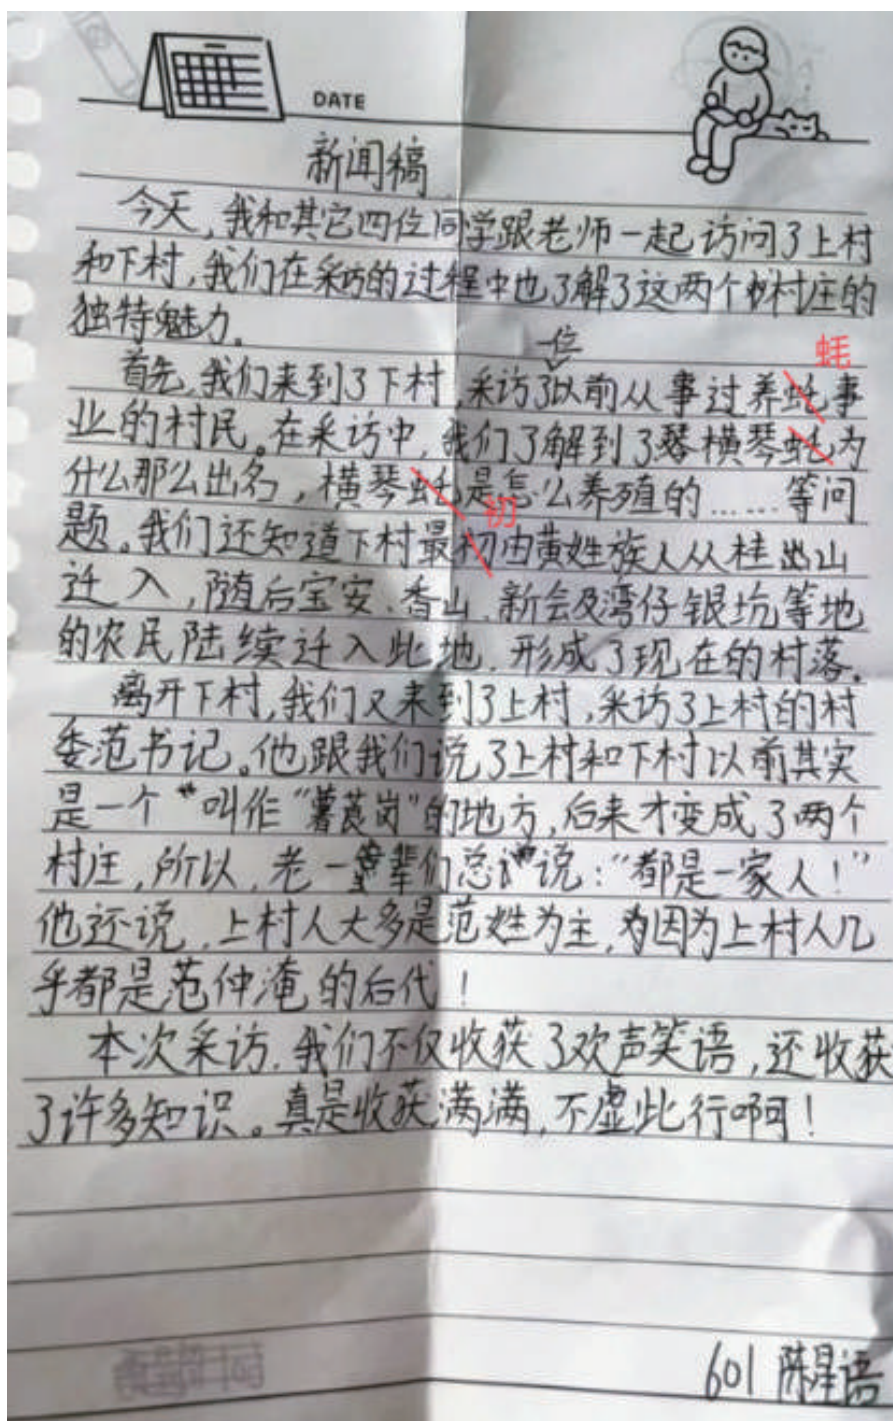 DATE
新闻稿
今天,我和其它四位同学跟老师一起访问了上村
和下村,我们在采访的过程中也了解了这两个村庄的
独特魅力。
一位
蚝
首先,我们来到了下村,采访了以前从事过养蚝事
业的村民。在采访中,我们了解到了琴横琴蚝为
什么那么出名,横琴蚝是怎么养殖的……等问
初
题。我们还知道下村最初由黄姓族人从桂出山
迁入,随后宝安、香山、新会及湾仔银坑等地
的农民陆续迁入此地,形成了现在的村落。
离开下村,我们又来到了上村,采访了上村的村
委范书记。他跟我们说了上村和下村以前其实
是一个“叫作“薯莨岗”的地方,后来才变成了两个
村庄,所以,老一辈们总说:“都是一家人!”
他还说,上村人大多是范姓为主,为因为上村人几
乎都是范仲淹的后代!
本次采访,我们不仅收获了欢声笑语,还收获
了许多知识。真是收获满满,不虚此行啊!
601 陈星语